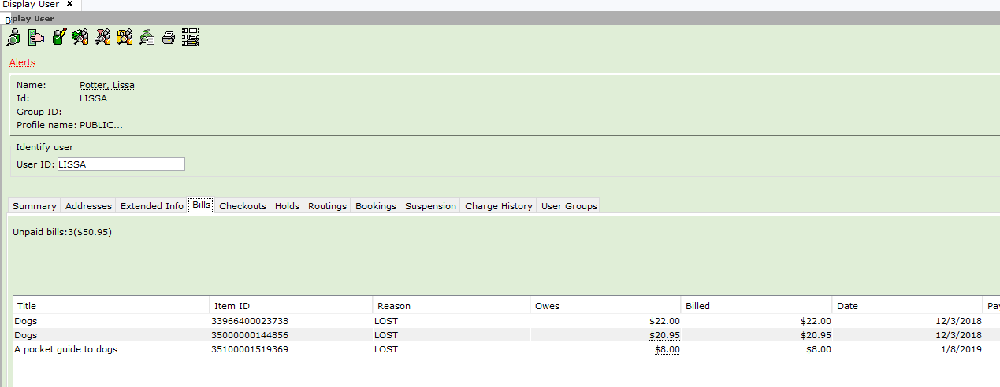 Display User ×
B
play User
Alerts
Name: Potter, Lissa
Id: LISSA
Group ID:
Profile name: PUBLIC...
Identify user
User ID: LISSA
Summary Addresses Extended Info Bills Checkouts Holds Routings Bookings Suspension Charge History User Groups
Unpaid bills:3($50.95)
Title Item ID Reason Owes Billed Date Pa
Dogs 33966400023738 LOST $22.00 $22.00 12/3/2018
Dogs 35000000144856 LOST $20.95 $20.95 12/3/2018
A pocket guide to dogs 35100001519369 LOST $8.00 $8.00 1/8/2019